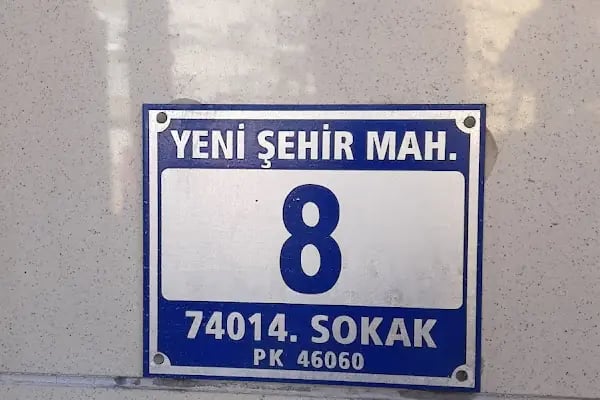 YENİ ŞEHİR MAH.
8
74014. SOKAK
PK 46060